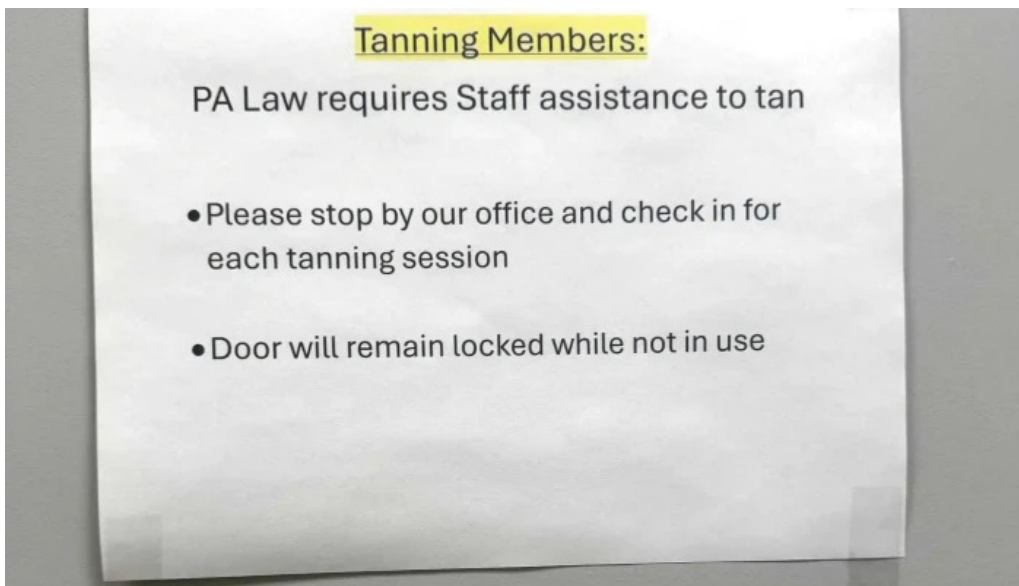 Tanning Members:
PA Law requires Staff assistance to tan
•Please stop by our office and check in for
each tanning session
•Door will remain locked while not in use